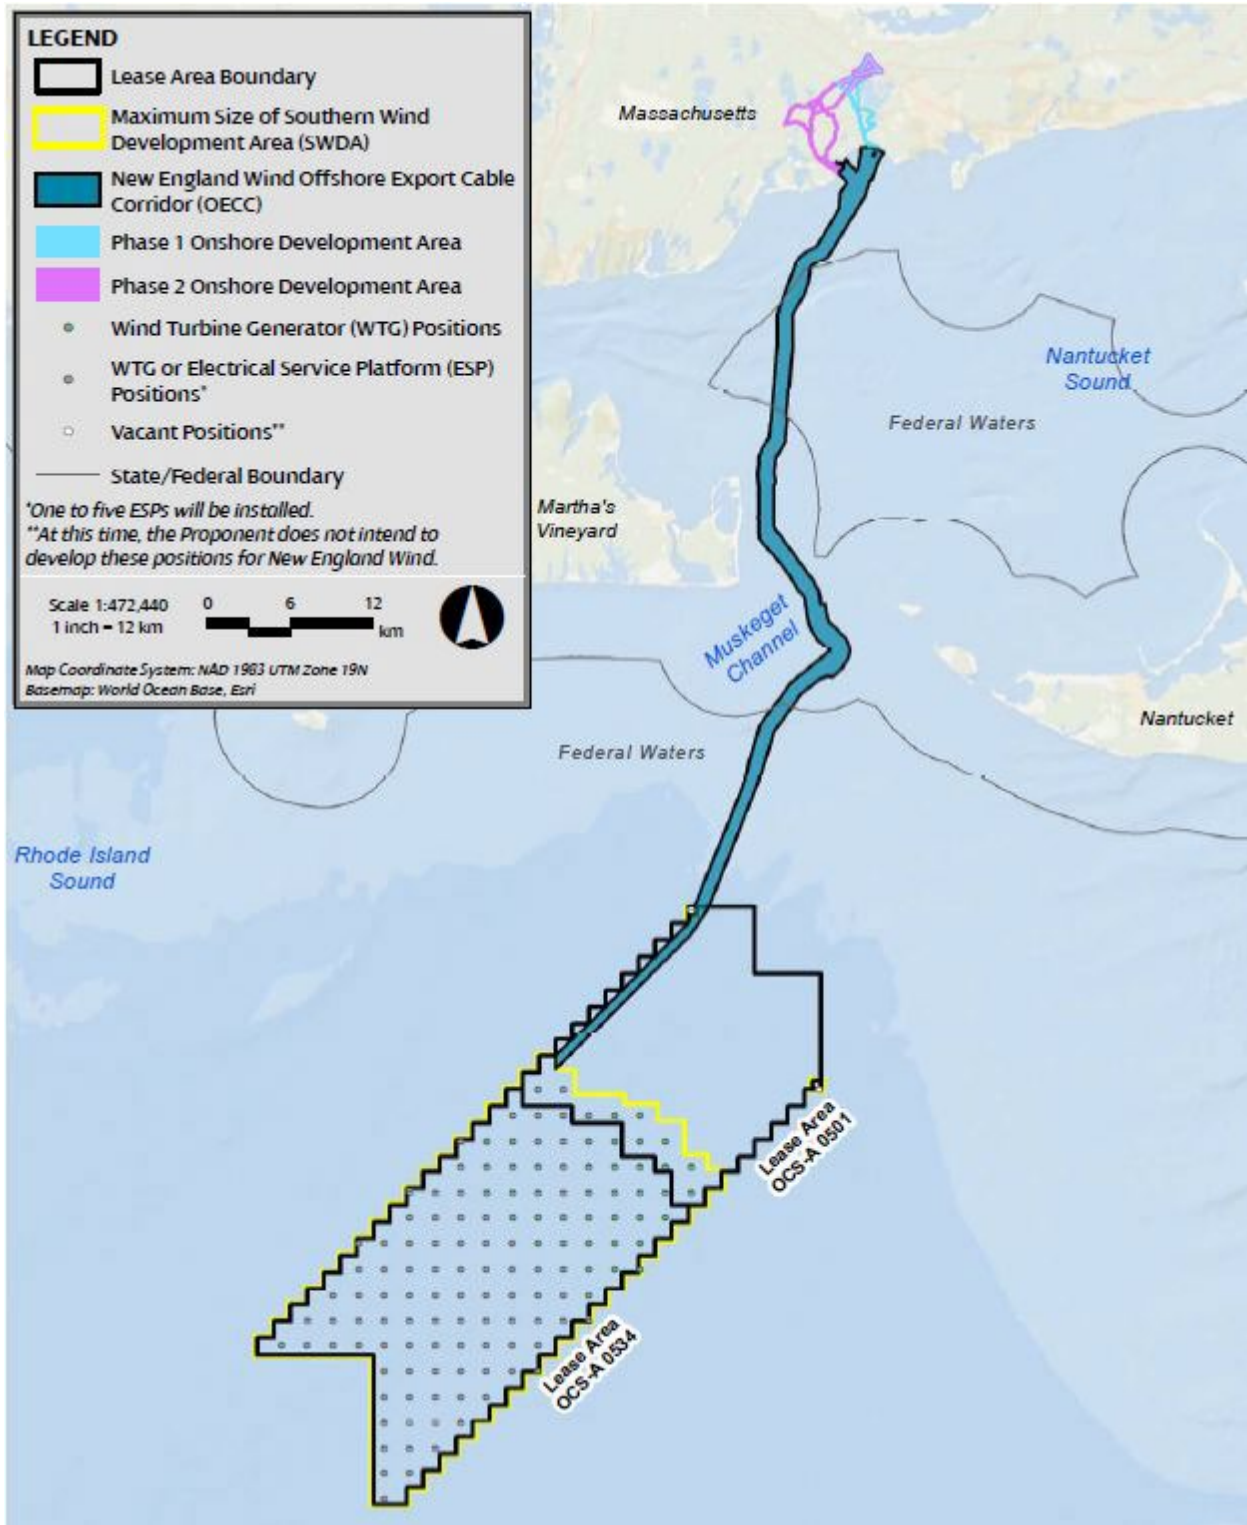 LEGEND
Lease Area Boundary
Maximum Size of Southern Wind
Development Area (SWDA)
New England Wind Offshore Export Cable
Corridor (OECC)
Phase 1 Onshore Development Area
Phase 2 Onshore Development Area
Wind Turbine Generator (WTG) Positions
WTG or Electrical Service Platform (ESP)
Positions*
Vacant Positions**
State/Federal Boundary
*One to five ESPs will be installed.
**At this time, the Proponent does not intend to
develop these positions for New England Wind.
Scale 1:472,440
1 inch = 12 km
0 6 12
km
Map Coordinate System: NAD 1983 UTM Zone 19N
Basemap: World Ocean Base, Esri
Massachusetts
Nantucket
Sound
Federal Waters
Martha's
Vineyard
Muskeget
Channel
Nantucket
Federal Waters
Rhode Island
Sound
Lease Area
OCS-A 0501
Lease Area
OCS-A 0534